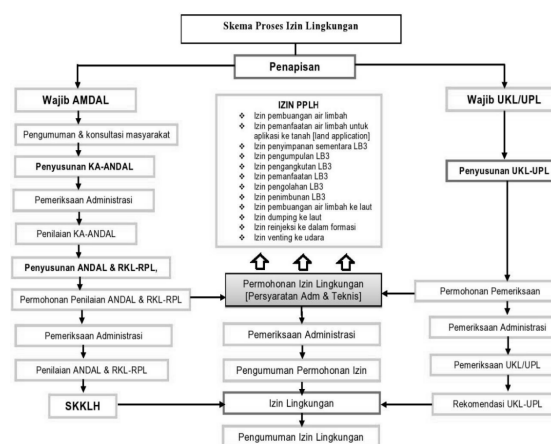 Skema Proses Izin Lingkungan
Penapisan
Wajib AMDAL
Pengumuman & konsultasi masyarakat
Penyusunan KA-ANDAL
Pemeriksaan Administrasi
Penilaian KA-ANDAL
Penyusunan ANDAL & RKL-RPL,
Permohonan Penilaian ANDAL & RKL-RPL
Pemeriksaan Administrasi
Penilaian ANDAL & RKL-RPL
SKKLH
IZIN PPLH
Izin pembuangan air limbah
Izin pemanfaatan air limbah untuk
aplikasi ke tanah [land application]
Izin penyimpanan sementara LB3
Izin pengumpulan LB3
Izin pengangkutan LB3
Izin pemanfaatan LB3
Izin pengolahan LB3
Izin penimbunan LB3
Izin pembuangan air limbah ke laut
Izin dumping ke laut
Izin reinjeksi ke dalam formasi
Izin venting ke udara
Permohonan Izin Lingkungan
[Persyaratan Adm & Teknis]
Pemeriksaan Administrasi
Pengumuman Permohonan Izin
Izin Lingkungan
Pengumuman Izin Lingkungan
Wajib UKL/UPL
Penyusunan UKL-UPL
Permohonan Pemeriksaan
Pemeriksaan Administrasi
Pemeriksaan UKL/UPL
Rekomendasi UKL-UPL